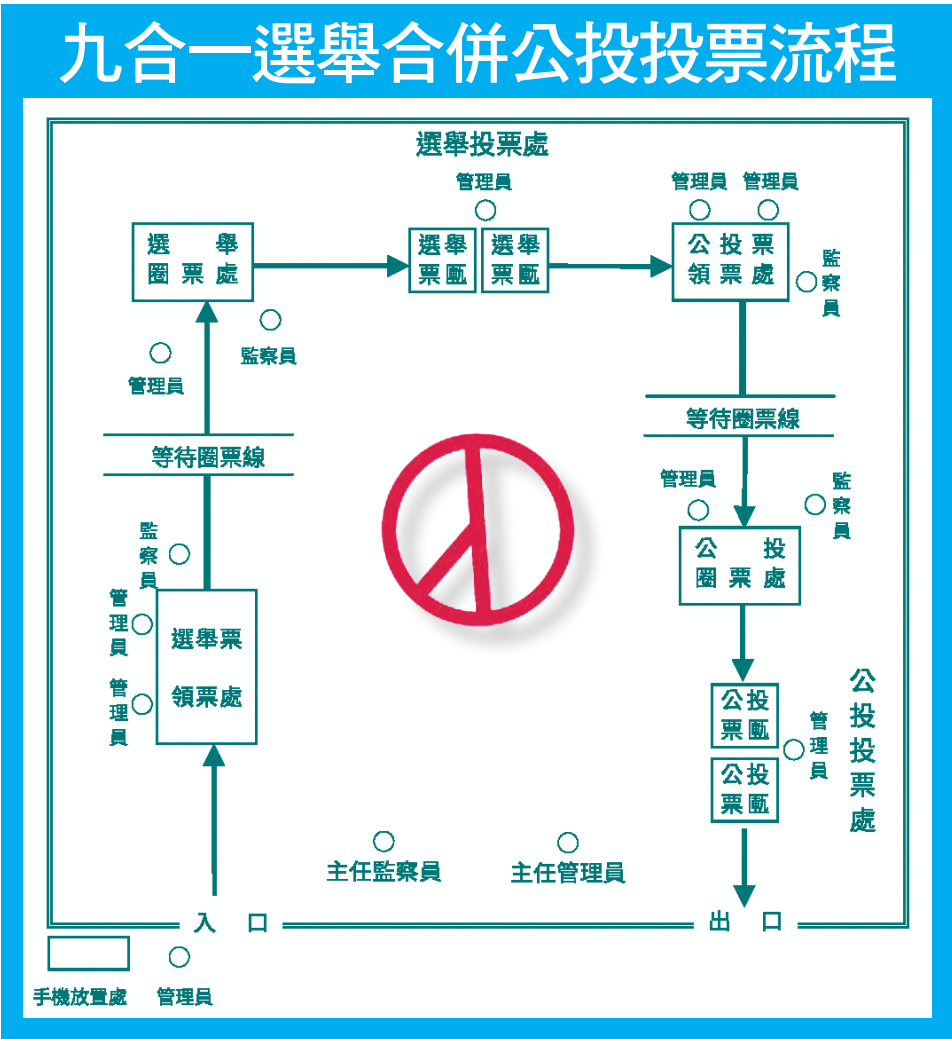 九合一選舉合併公投投票流程
選舉投票處
管理員
管理員 管理員
選舉
圈票處
選舉
票匭
選舉
票匭
公投票
領票處
監察員
監察員
管理員
等待圈票線
等待圈票線
管理員
監察員
監察員
公投
圈票處
管理員
選舉票
領票處
管理員
公投
票匭
管理員
公投
票匭
公投投票處
主任監察員
主任管理員
入口
出口
手機放置處
管理員